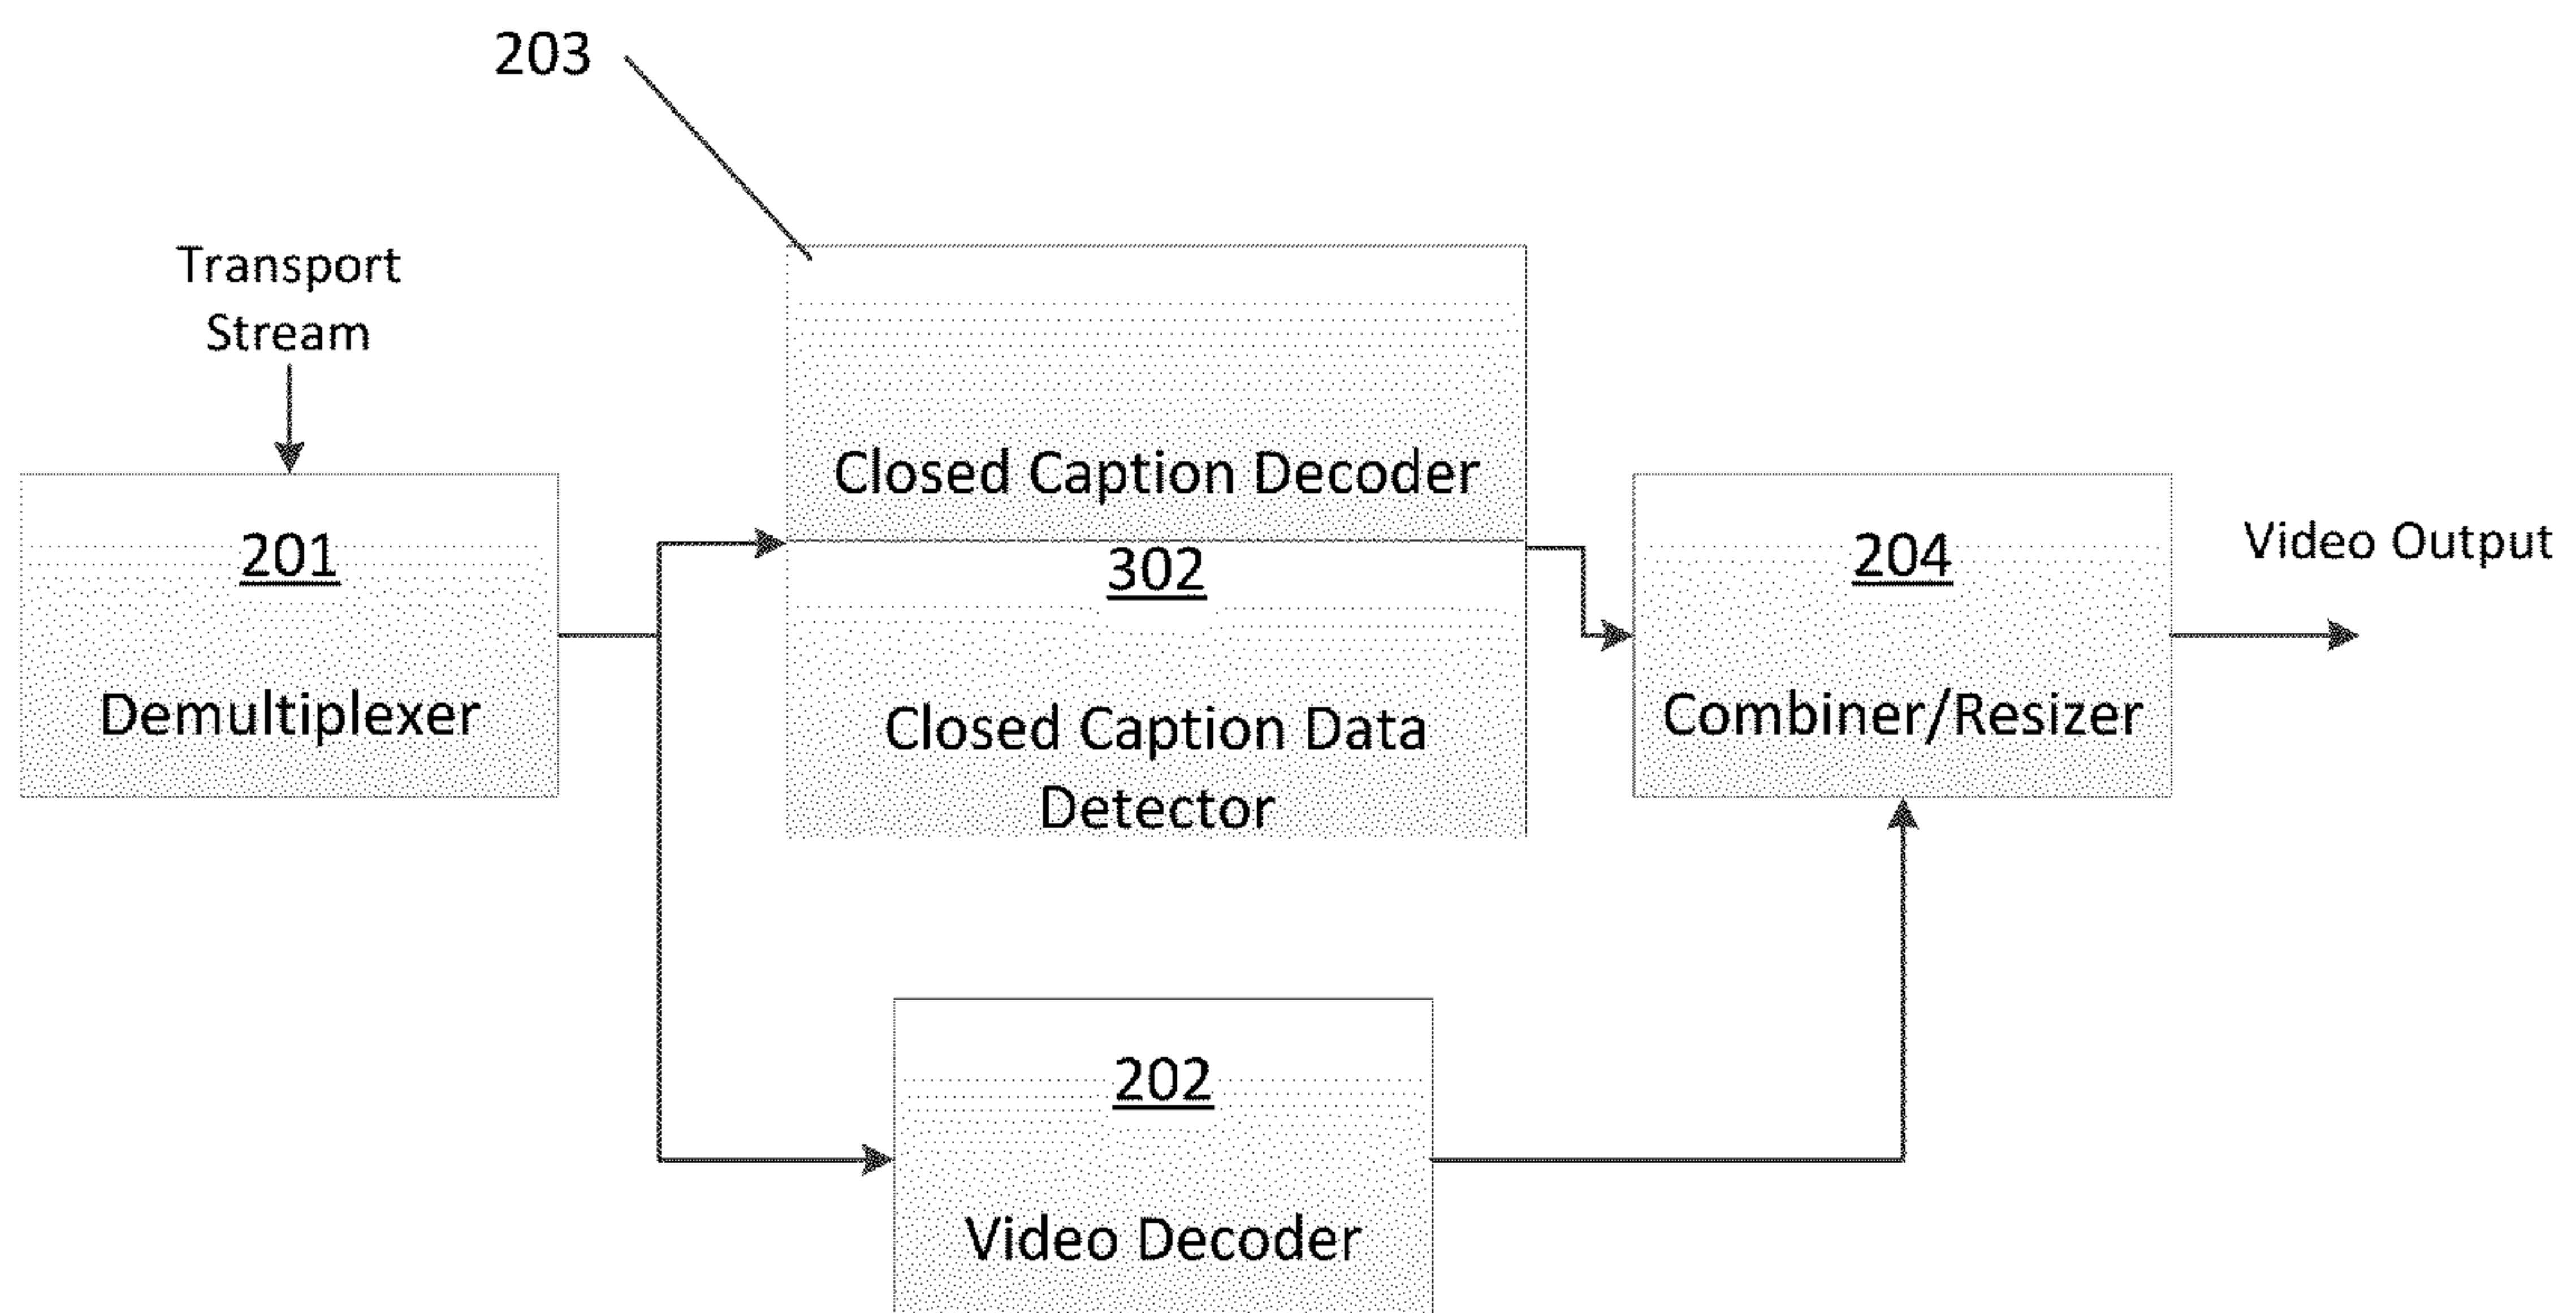 203
Transport
Stream
201
Demultiplexer
Closed Caption Decoder
302
Closed Caption Data
Detector
204
Combiner/Resizer
Video Output
202
Video Decoder